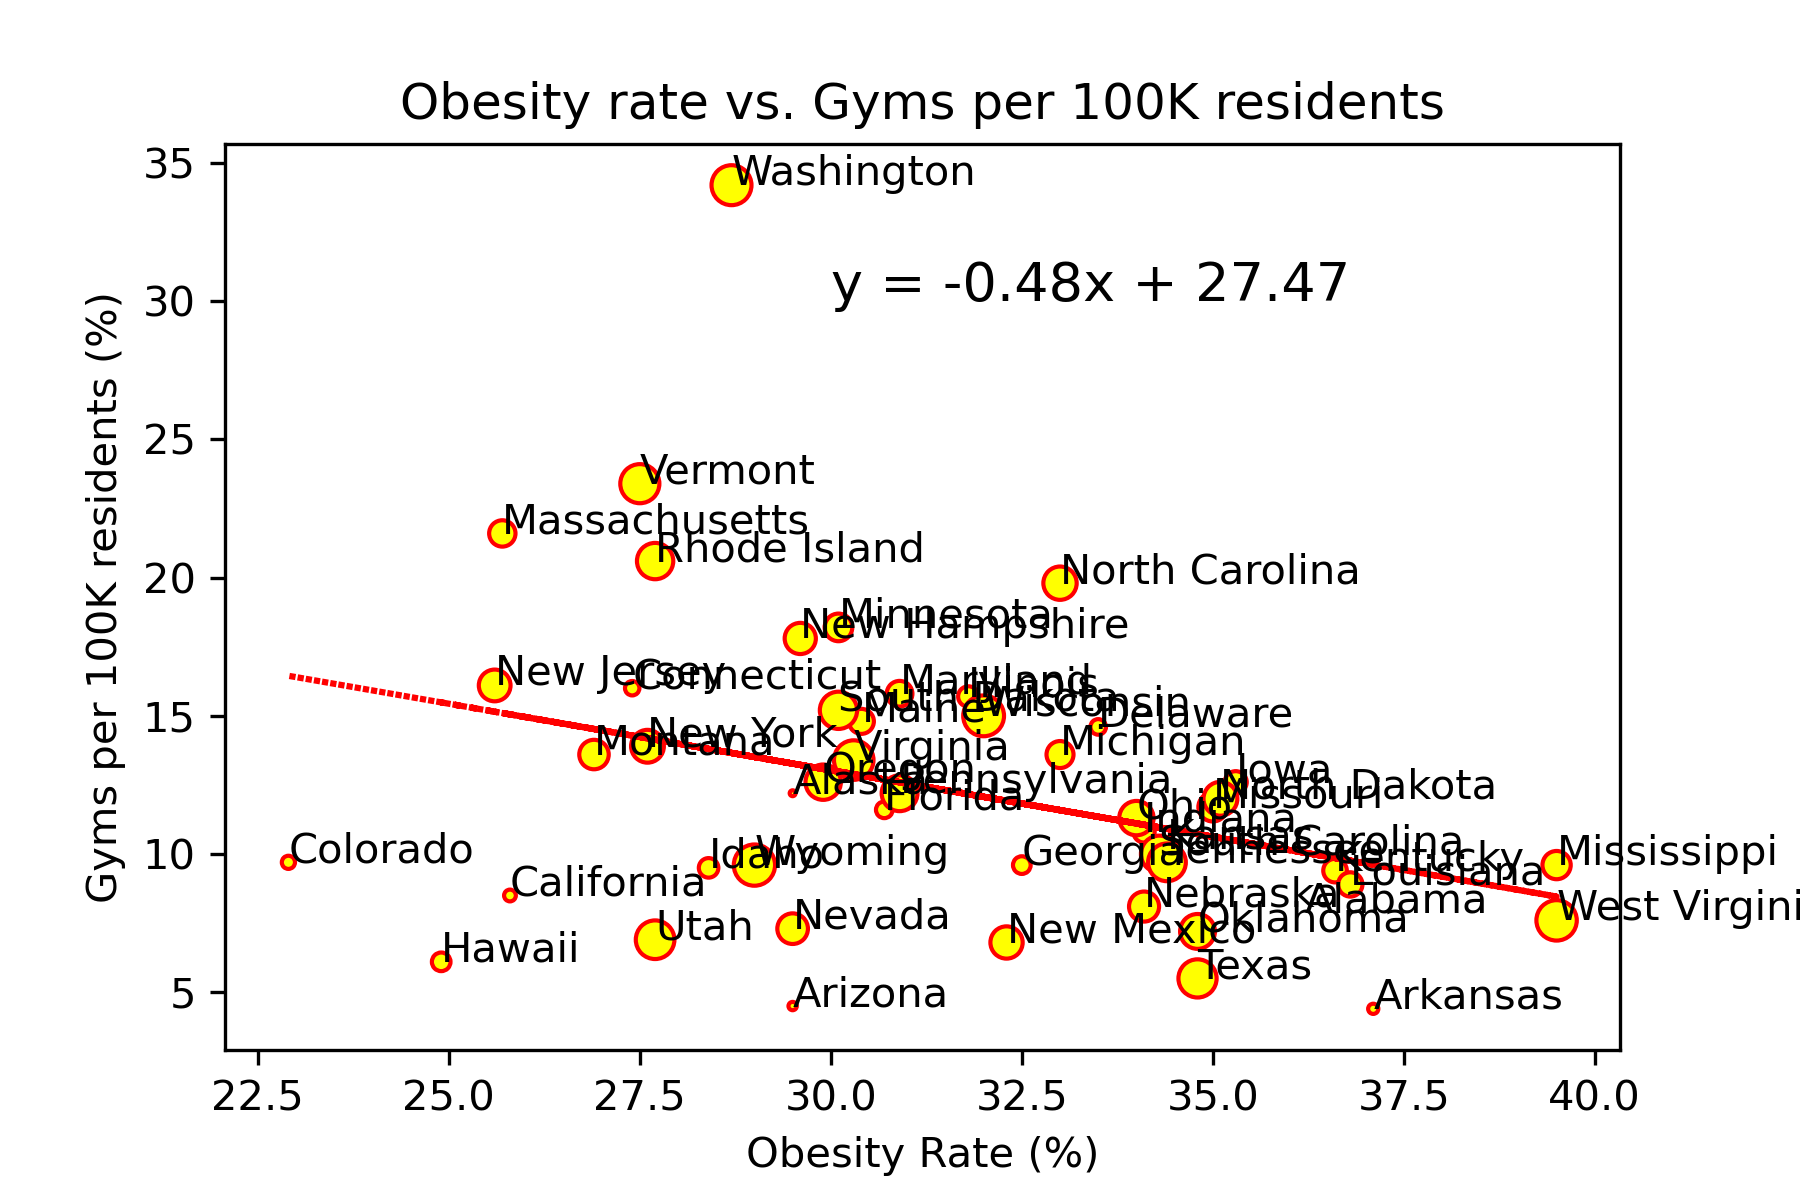 Obesity rate vs. Gyms per 100K residents
35
Washington
30
y = -0.48x + 27.47
25
Vermont
Massachusetts
Rhode Island
20
North Carolina
Minnesota
New Hampshire
New Jersey
Connecticut
Maryland
Illinois
South Dakota
15
Maine
Wisconsin
Delaware
New York
Montana
Virginia
Michigan
Oregon
Iowa
Alaska
Pennsylvania
Florida
North Dakota
Missouri
Ohio
Indiana
Kansas
South Carolina
Tennessee
Kentucky
10
Colorado
Idaho
Wyoming
Georgia
Mississippi
Louisiana
California
Nebraska
Alabama
West Virgini
Utah
Nevada
New Mexico
Oklahoma
Hawaii
Texas
5
Arizona
Arkansas
22.5 25.0 27.5 30.0 32.5 35.0 37.5 40.0
Obesity Rate (%)
Gyms per 100K residents (%)